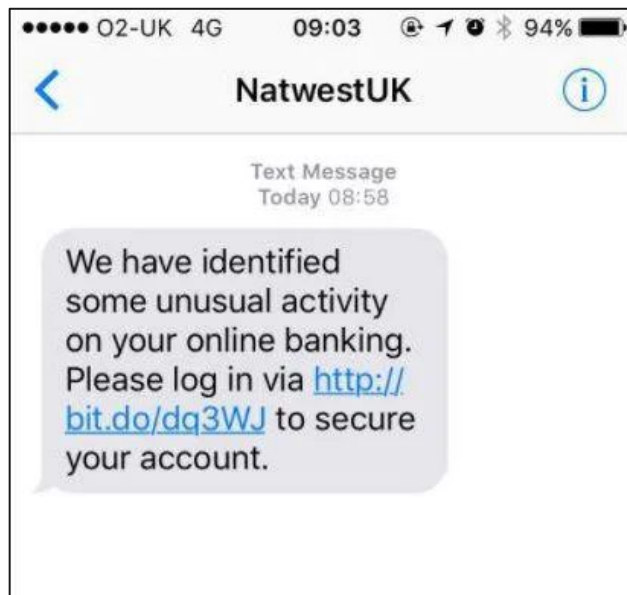 ●●●●● O2-UK 4G 09:03 94%
NatwestUK
Text Message
Today 08:58
We have identified
some unusual activity
on your online banking.
Please log in via http://
bit.do/dq3WJ to secure
your account.